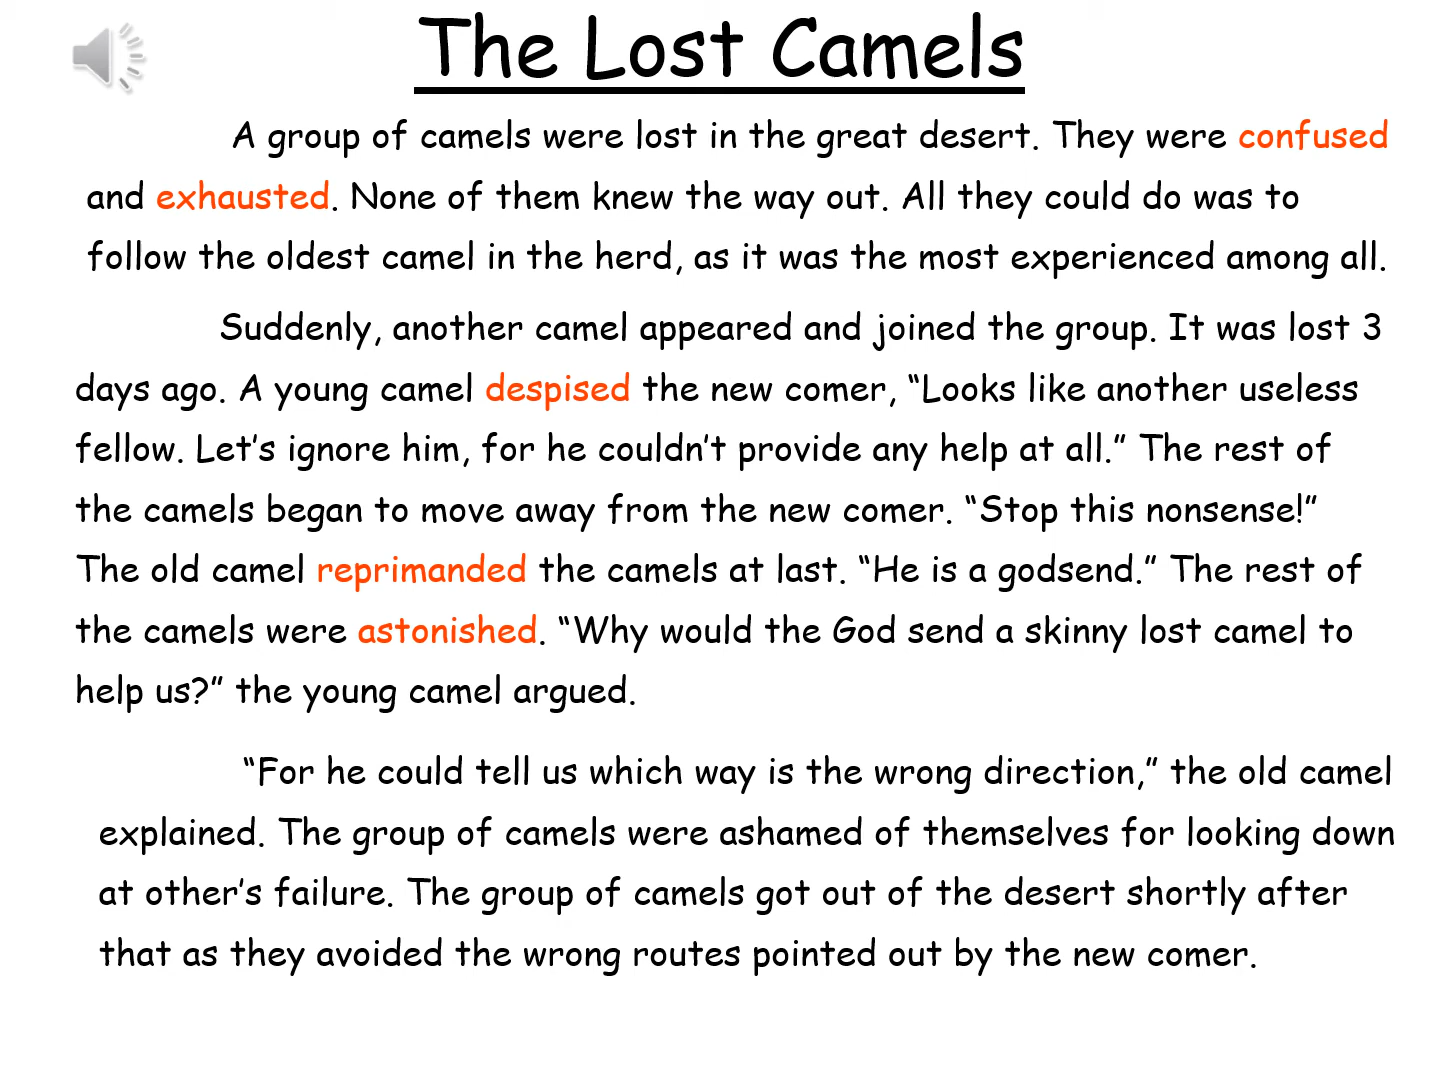 The Lost Camels
A group of camels were lost in the great desert. They were confused
and exhausted. None of them knew the way out. All they could do was to
follow the oldest camel in the herd, as it was the most experienced among all.
Suddenly, another camel appeared and joined the group. It was lost 3
days ago. A young camel despised the new comer, “Looks like another useless
fellow. Let’s ignore him, for he couldn’t provide any help at all.” The rest of
the camels began to move away from the new comer. “Stop this nonsense!”
The old camel reprimanded the camels at last. “He is a godsend.” The rest of
the camels were astonished. “Why would the God send a skinny lost camel to
help us?” the young camel argued.
“For he could tell us which way is the wrong direction,” the old camel
explained. The group of camels were ashamed of themselves for looking down
at other’s failure. The group of camels got out of the desert shortly after
that as they avoided the wrong routes pointed out by the new comer.